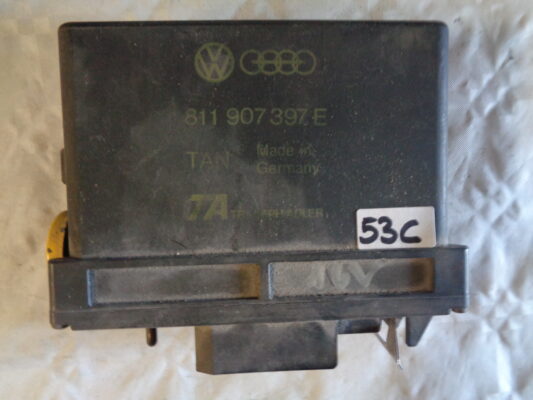 811 907 397 E
TAN
Made in
Germany
53C